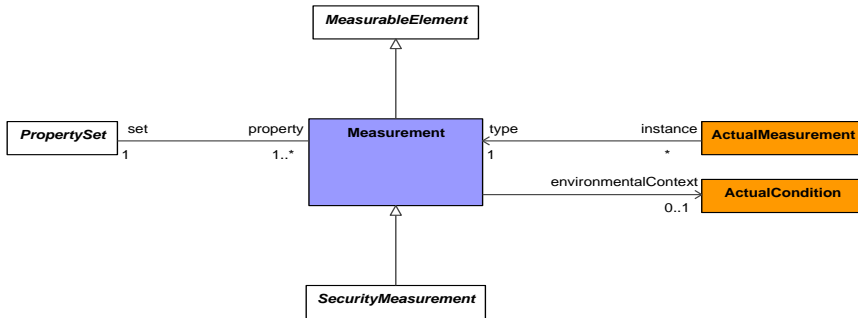 MeasurableElement
set
property
Measurement
type
instance
PropertySet
ActualMeasurement
1
1..*
1
*
environmentalContext
ActualCondition
0..1
SecurityMeasurement